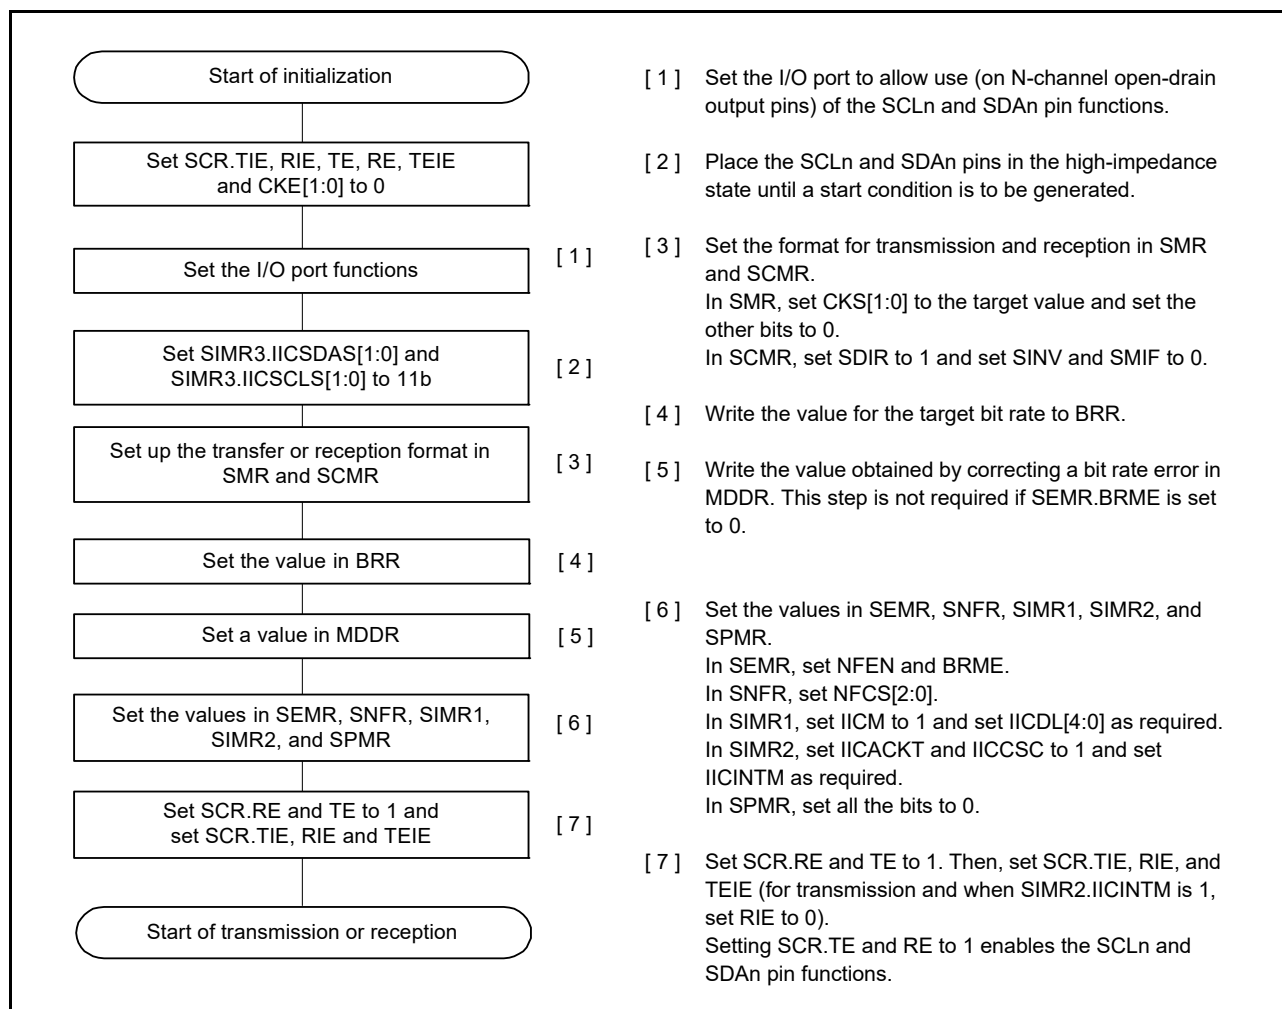 Start of initialization
Set SCR.TIE, RIE, TE, RE, TEIE
and CKE[1:0] to 0
Set the I/O port functions
[ 1 ]
Set SIMR3.IICSDAS[1:0] and
SIMR3.IICSCLS[1:0] to 11b
[ 2 ]
Set up the transfer or reception format in
SMR and SCMR
[ 3 ]
Set the value in BRR
[ 4 ]
Set a value in MDDR
[ 5 ]
Set the values in SEMR, SNFR, SIMR1,
SIMR2, and SPMR
[ 6 ]
Set SCR.RE and TE to 1 and
set SCR.TIE, RIE and TEIE
[ 7 ]
Start of transmission or reception
[ 1 ] Set the I/O port to allow use (on N-channel open-drain
output pins) of the SCLn and SDAn pin functions.
[ 2 ] Place the SCLn and SDAn pins in the high-impedance
state until a start condition is to be generated.
[ 3 ] Set the format for transmission and reception in SMR
and SCMR.
In SMR, set CKS[1:0] to the target value and set the
other bits to 0.
In SCMR, set SDIR to 1 and set SINV and SMIF to 0.
[ 4 ] Write the value for the target bit rate to BRR.
[ 5 ] Write the value obtained by correcting a bit rate error in
MDDR. This step is not required if SEMR.BRME is set
to 0.
[ 6 ] Set the values in SEMR, SNFR, SIMR1, SIMR2, and
SPMR.
In SEMR, set NFEN and BRME.
In SNFR, set NFCS[2:0].
In SIMR1, set IICM to 1 and set IICDL[4:0] as required.
In SIMR2, set IICACKT and IICCSC to 1 and set
IICINTM as required.
In SPMR, set all the bits to 0.
[ 7 ] Set SCR.RE and TE to 1. Then, set SCR.TIE, RIE, and
TEIE (for transmission and when SIMR2.IICINTM is 1,
set RIE to 0).
Setting SCR.TE and RE to 1 enables the SCLn and
SDAn pin functions.